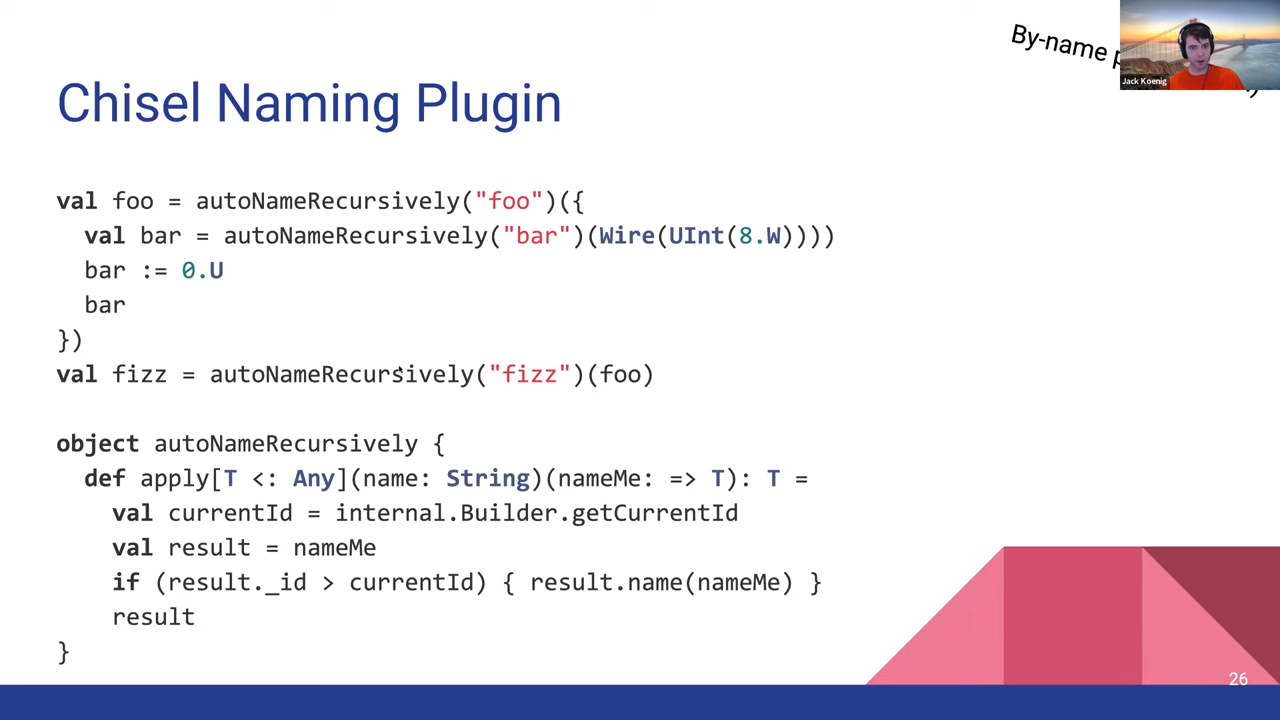 By-name
Jack Koenig
Chisel Naming Plugin
val foo = autoNameRecursively("foo")({
val bar = autoNameRecursively("bar")(Wire(UInt(8.W))))
bar := 0.U
bar
})
val fizz = autoNameRecursively("fizz")(foo)
object autoNameRecursively {
def apply[T <: Any](name: String)(nameMe: => T): T =
val currentId = internal.Builder.getCurrentId
val result = nameMe
if (result._id > currentId) { result.name(nameMe) }
result
}
26